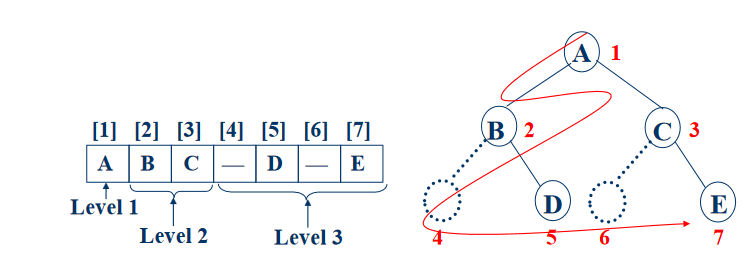 [1] [2] [3] [4] [5] [6] [7]
A B C — D — E
Level 1
Level 2
Level 3
A 1
B 2
C 3
D
E
4
5
6
7